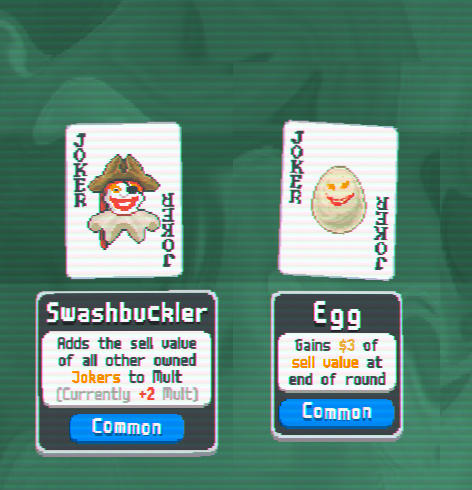 JOKER
JOKER
Swashbuckler
Adds the sell value
of all other owned
Jokers to Mult
(Currently +2 Mult)
Common
JOKER
JOKER
Egg
Gains $3 of
sell value at
end of round
Common